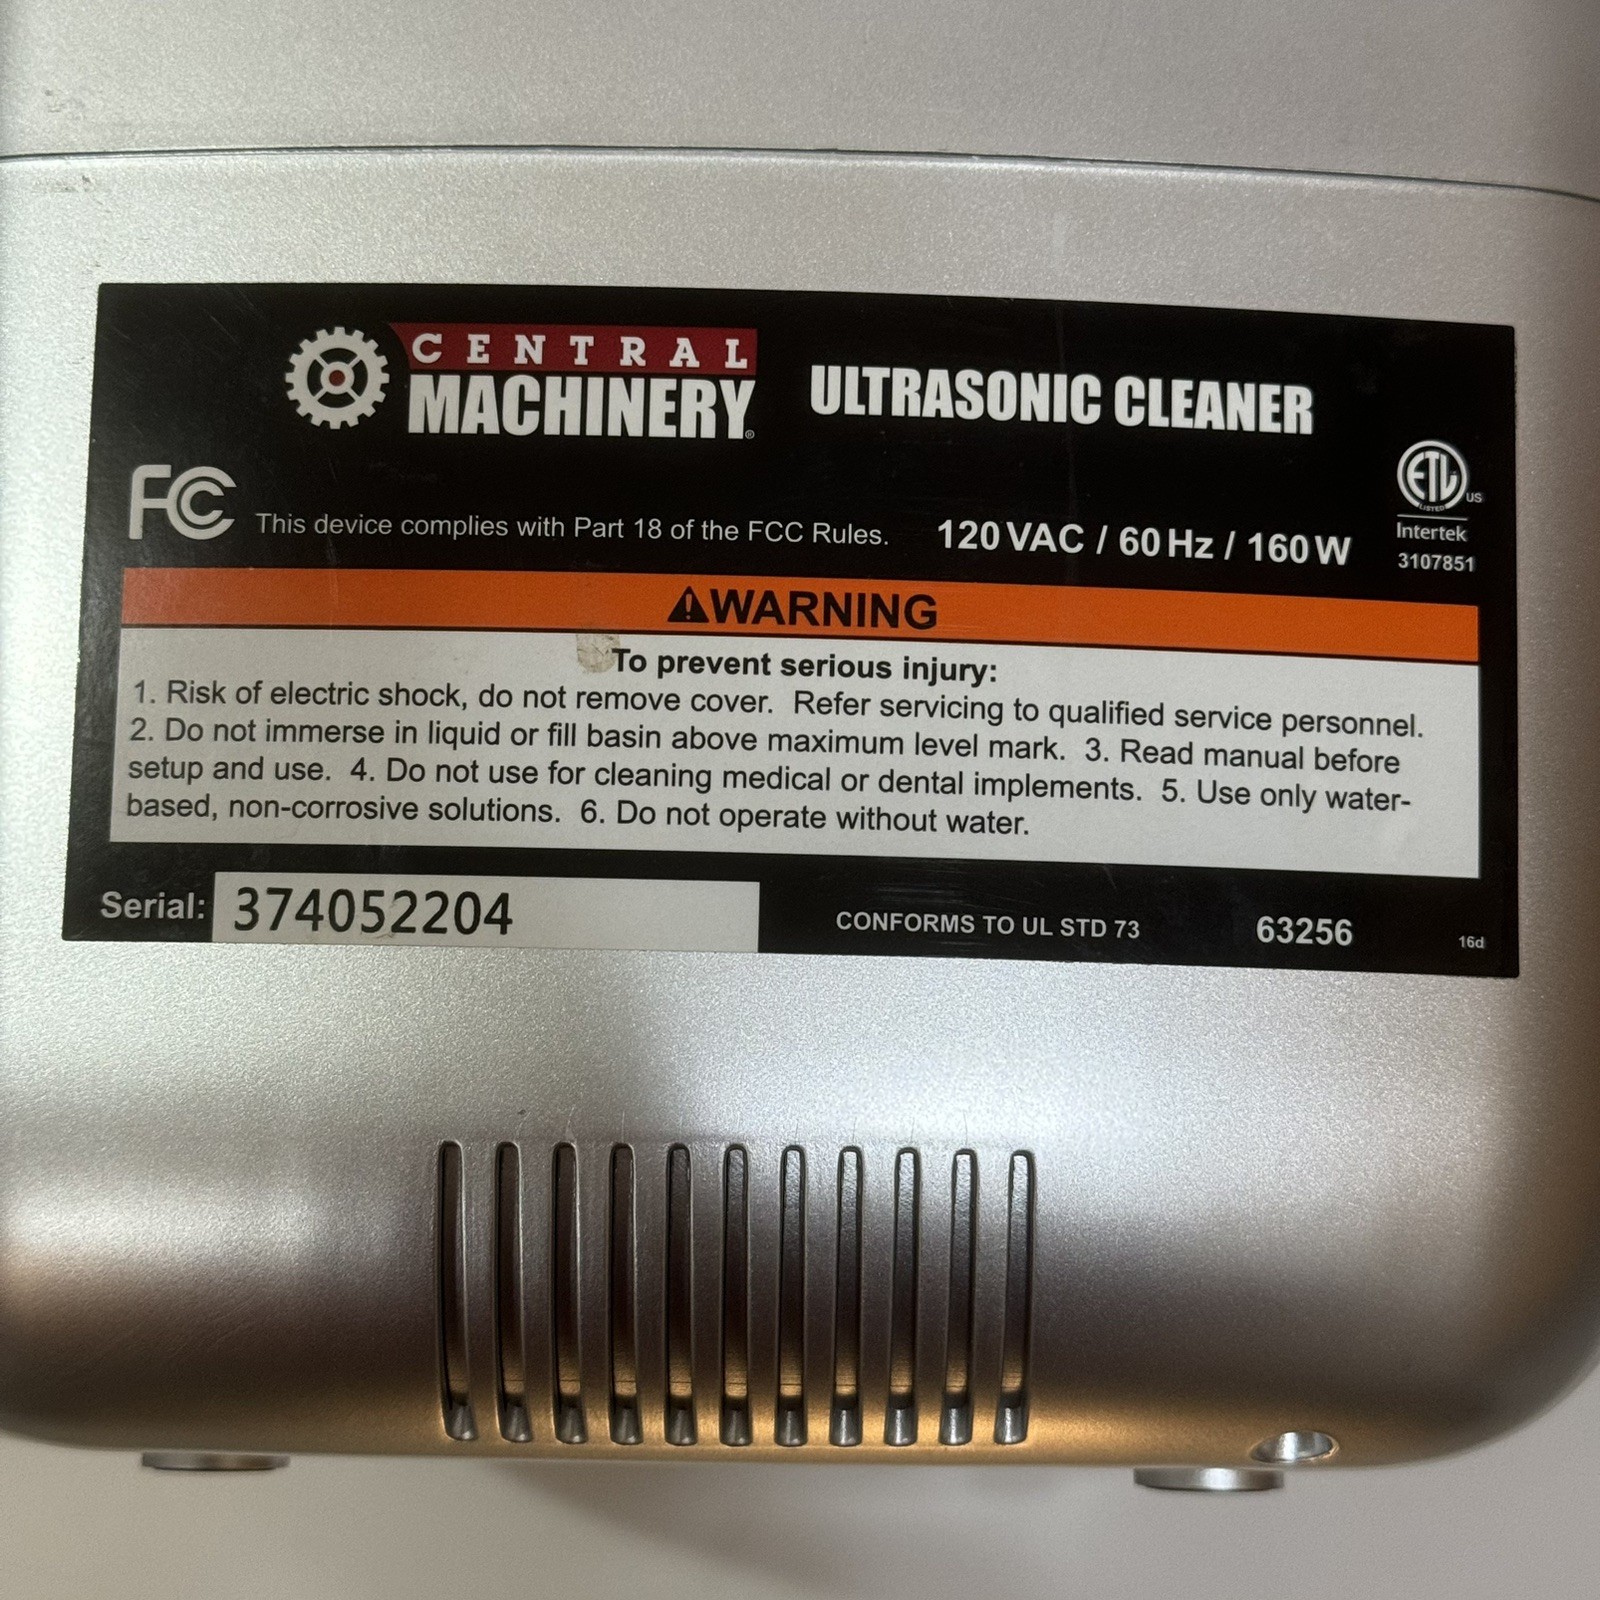 CENTRAL
MACHINERY®
ULTRASONIC CLEANER
FC
This device complies with Part 18 of the FCC Rules.
120 VAC / 60 Hz / 160 W
ETL
LISTED
US
Intertek
3107851
⚠WARNING
To prevent serious injury:
1. Risk of electric shock, do not remove cover. Refer servicing to qualified service personnel.
2. Do not immerse in liquid or fill basin above maximum level mark. 3. Read manual before
setup and use. 4. Do not use for cleaning medical or dental implements. 5. Use only water-
based, non-corrosive solutions. 6. Do not operate without water.
Serial: 374052204
CONFORMS TO UL STD 73
63256
16d